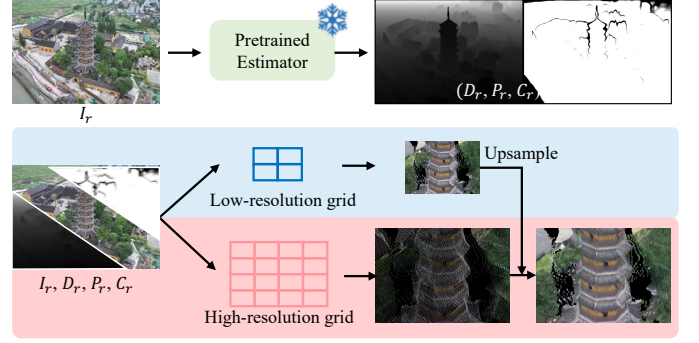 Pretrained
Estimator
I_r
(D_r, P_r, C_r)
Upsample
Low-resolution grid
I_r, D_r, P_r, C_r
High-resolution grid